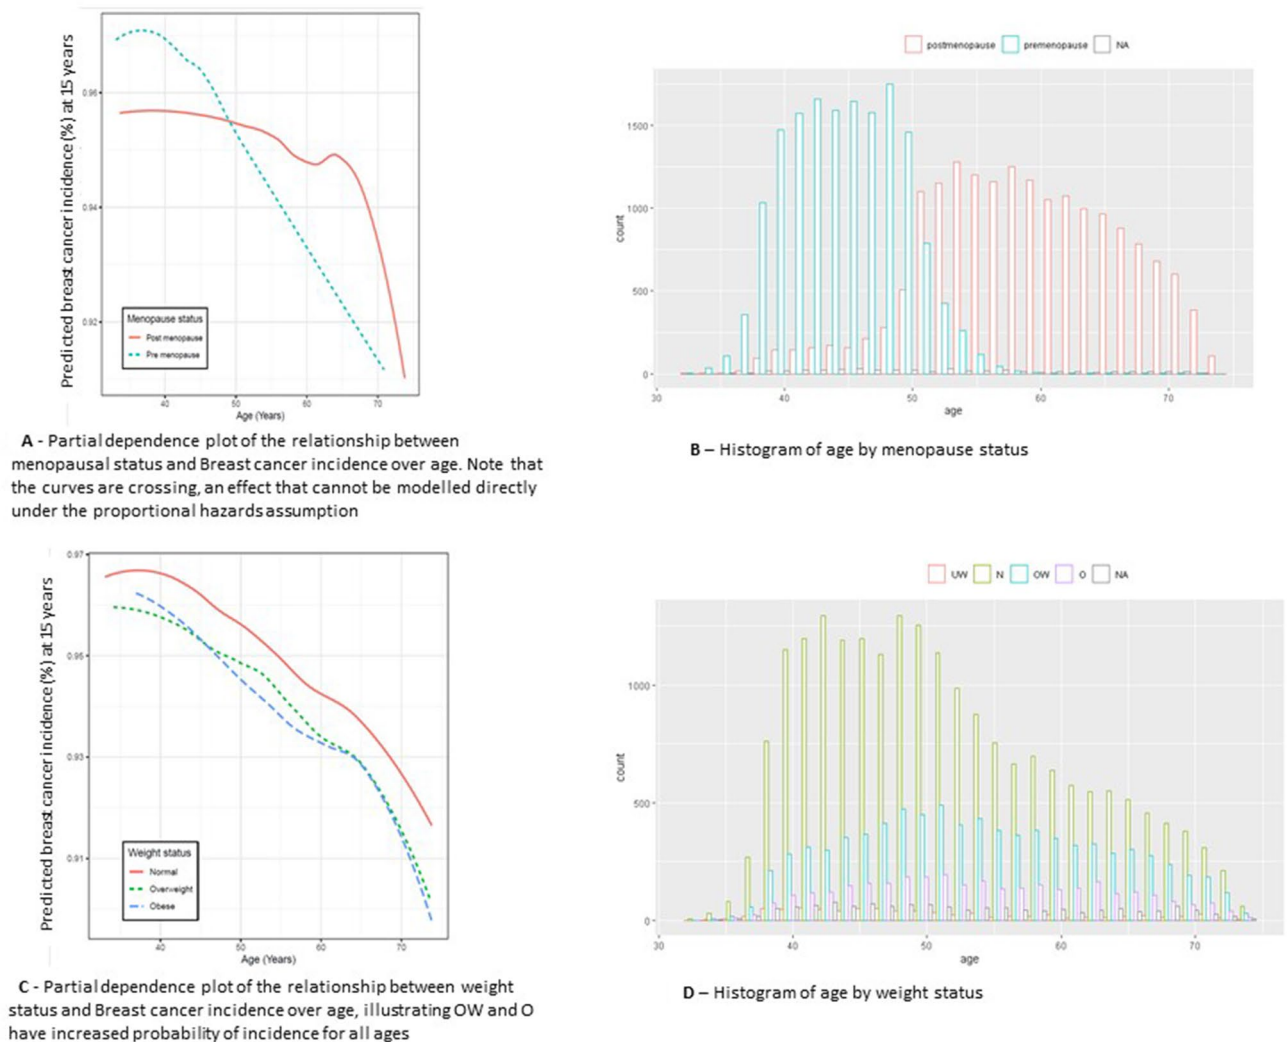 Predicted breast cancer incidence (%) at 15 years
0.96
0.94
0.92
Menopause status
Post menopause
Pre menopause
40 50 60 70
Age (Years)
A - Partial dependence plot of the relationship between
menopausal status and Breast cancer incidence over age. Note that
the curves are crossing, an effect that cannot be modelled directly
under the proportional hazards assumption
postmenopause premenopause NA
count
1500
1000
500
0
30 40 50 60 70
age
B – Histogram of age by menopause status
Predicted breast cancer incidence (%) at 15 years
0.97
0.95
0.93
0.91
Weight status
Normal
Overweight
Obese
40 50 60 70
Age (Years)
C - Partial dependence plot of the relationship between weight
status and Breast cancer incidence over age, illustrating OW and O
have increased probability of incidence for all ages
UW N OW O NA
count
1000
500
0
30 40 50 60 70
age
D – Histogram of age by weight status